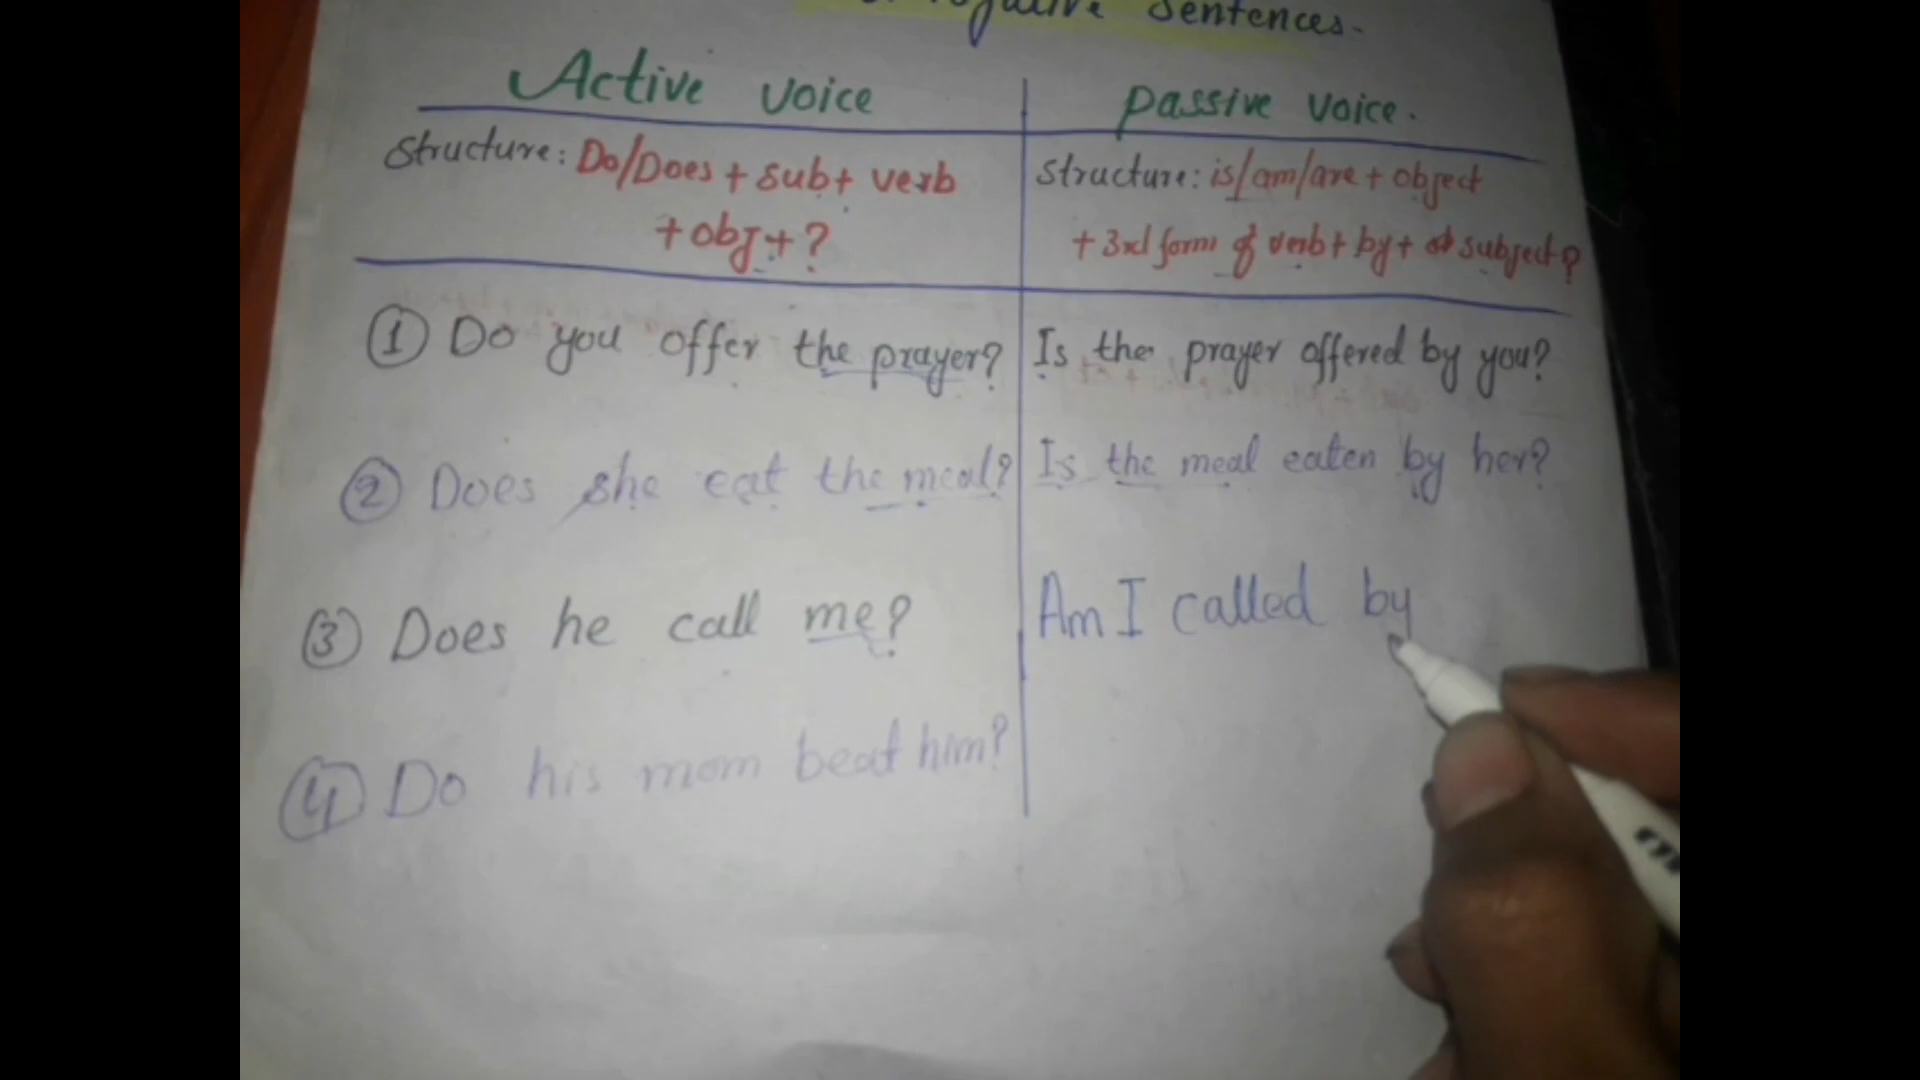 Sentences.
Active voice
Passive voice.
Structure: Do/Does + sub + verb
+ obj + ?
Structure: is/am/are + object
+ 3rd form of verb + by + subject?
① Do you offer the prayer?
Is the prayer offered by you?
② Does she eat the meal?
Is the meal eaten by her?
③ Does he call me?
Am I called by
④ Do his mom beat him?